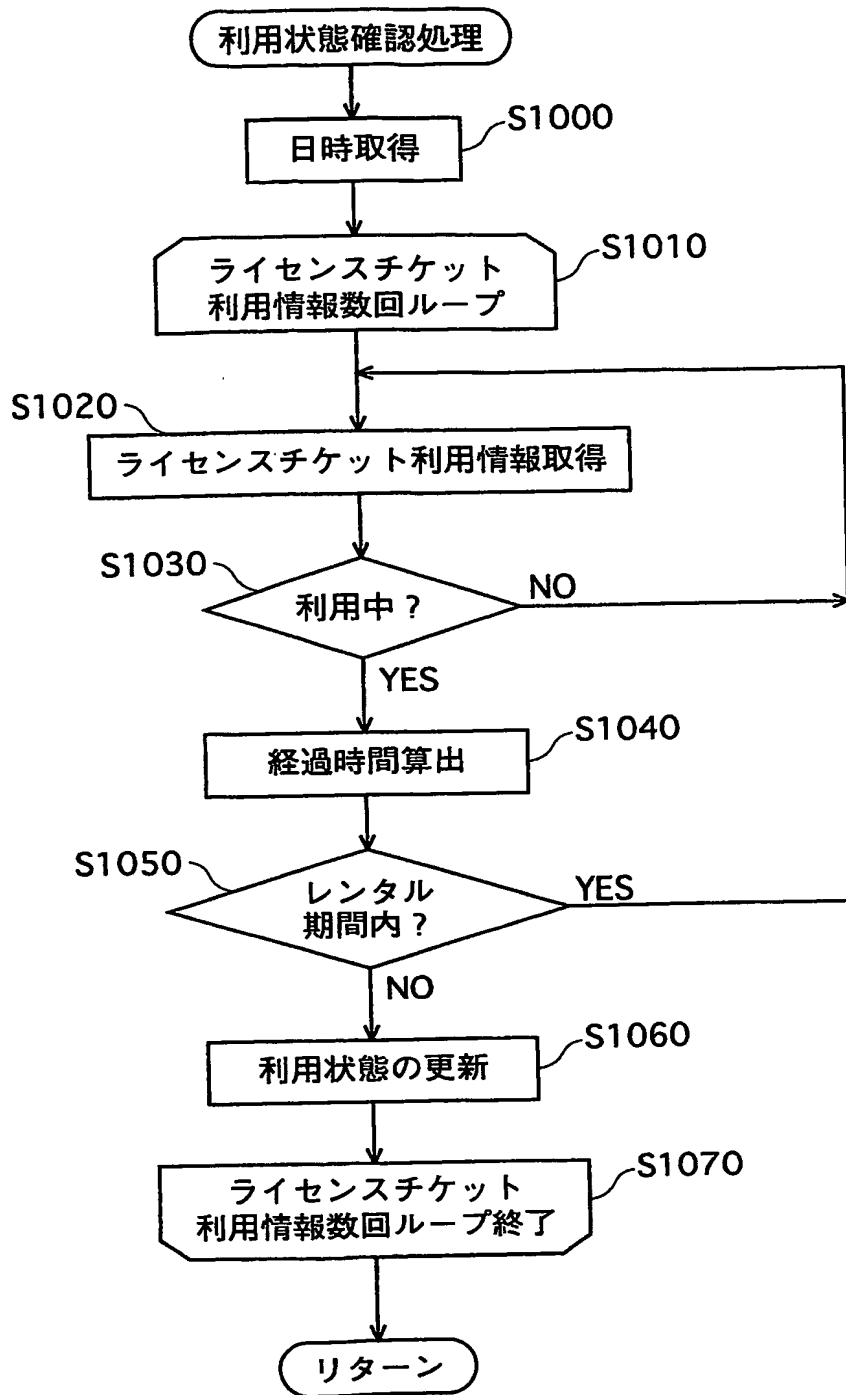 利用状態確認処理
S1000
日時取得
S1010
ライセンスチケット
利用情報数回ループ
S1020
ライセンスチケット利用情報取得
S1030
利用中？
NO
YES
S1040
経過時間算出
S1050
レンタル
期間内？
YES
NO
S1060
利用状態の更新
S1070
ライセンスチケット
利用情報数回ループ終了
リターン